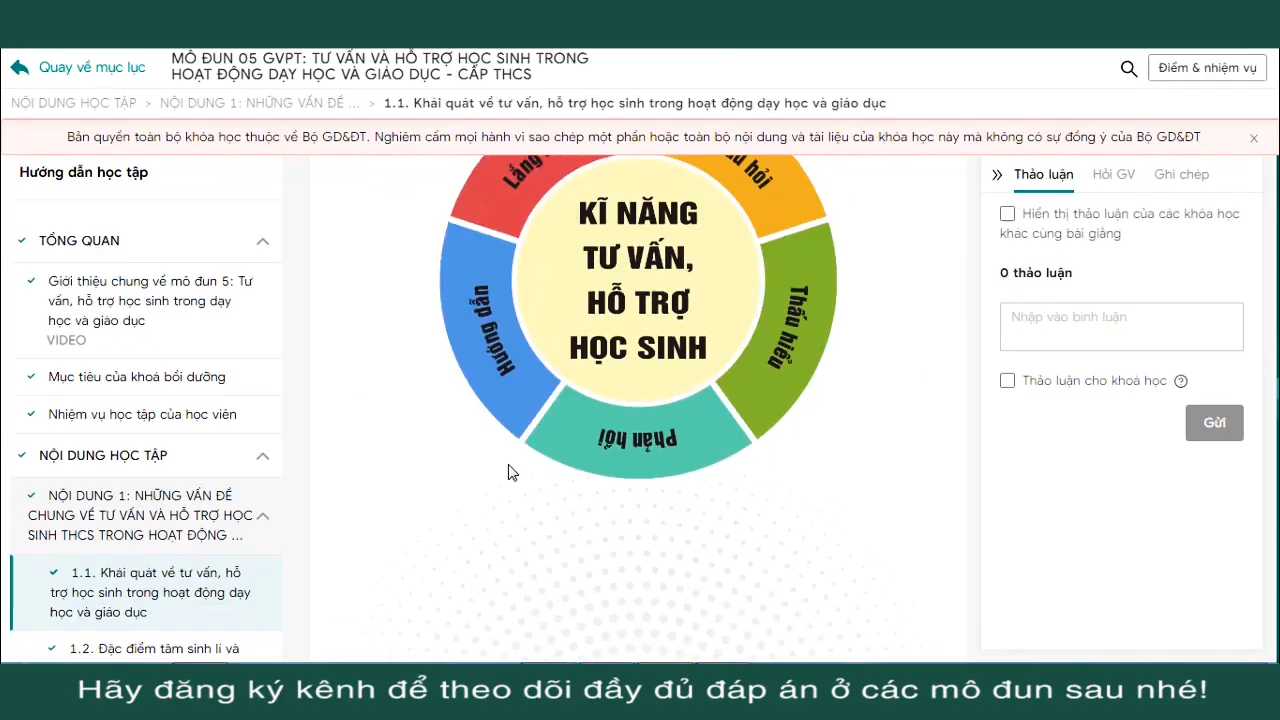 Quay về mục lục
MÔ ĐUN 05 GVPT: TƯ VẤN VÀ HỖ TRỢ HỌC SINH TRONG
HOẠT ĐỘNG DẠY HỌC VÀ GIÁO DỤC - CẤP THCS
Điểm & nhiệm vụ
NỘI DUNG HỌC TẬP > NỘI DUNG 1: NHỮNG VẤN ĐỀ ... > 1.1. Khái quát về tư vấn, hỗ trợ học sinh trong hoạt động dạy học và giáo dục
Bản quyền toàn bộ khóa học thuộc về Bộ GD&ĐT. Nghiêm cấm mọi hành vi sao chép một phần hoặc toàn bộ nội dung và tài liệu của khóa học này mà không có sự đồng ý của Bộ GD&ĐT
Hướng dẫn học tập
TỔNG QUAN
Giới thiệu chung về mô đun 5: Tư
vấn, hỗ trợ học sinh trong dạy
học và giáo dục
VIDEO
Mục tiêu của khoá bồi dưỡng
Nhiệm vụ học tập của học viên
NỘI DUNG HỌC TẬP
NỘI DUNG 1: NHỮNG VẤN ĐỀ
CHUNG VỀ TƯ VẤN VÀ HỖ TRỢ HỌC
SINH THCS TRONG HOẠT ĐỘNG ...
1.1. Khái quát về tư vấn, hỗ
trợ học sinh trong hoạt động dạy
học và giáo dục
1.2. Đặc điểm tâm sinh lí và
Lắng
hỏi
KĨ NĂNG
TƯ VẤN,
HỖ TRỢ
HỌC SINH
Hướng dẫn
Thấu hiểu
Phản hồi
Thảo luận
Hỏi GV
Ghi chép
Hiển thị thảo luận của các khóa học
khác cùng bài giảng
0 thảo luận
Nhập vào bình luận
Thảo luận cho khoá học
Gửi
Hãy đăng ký kênh để theo dõi đầy đủ đáp án ở các mô đun sau nhé!